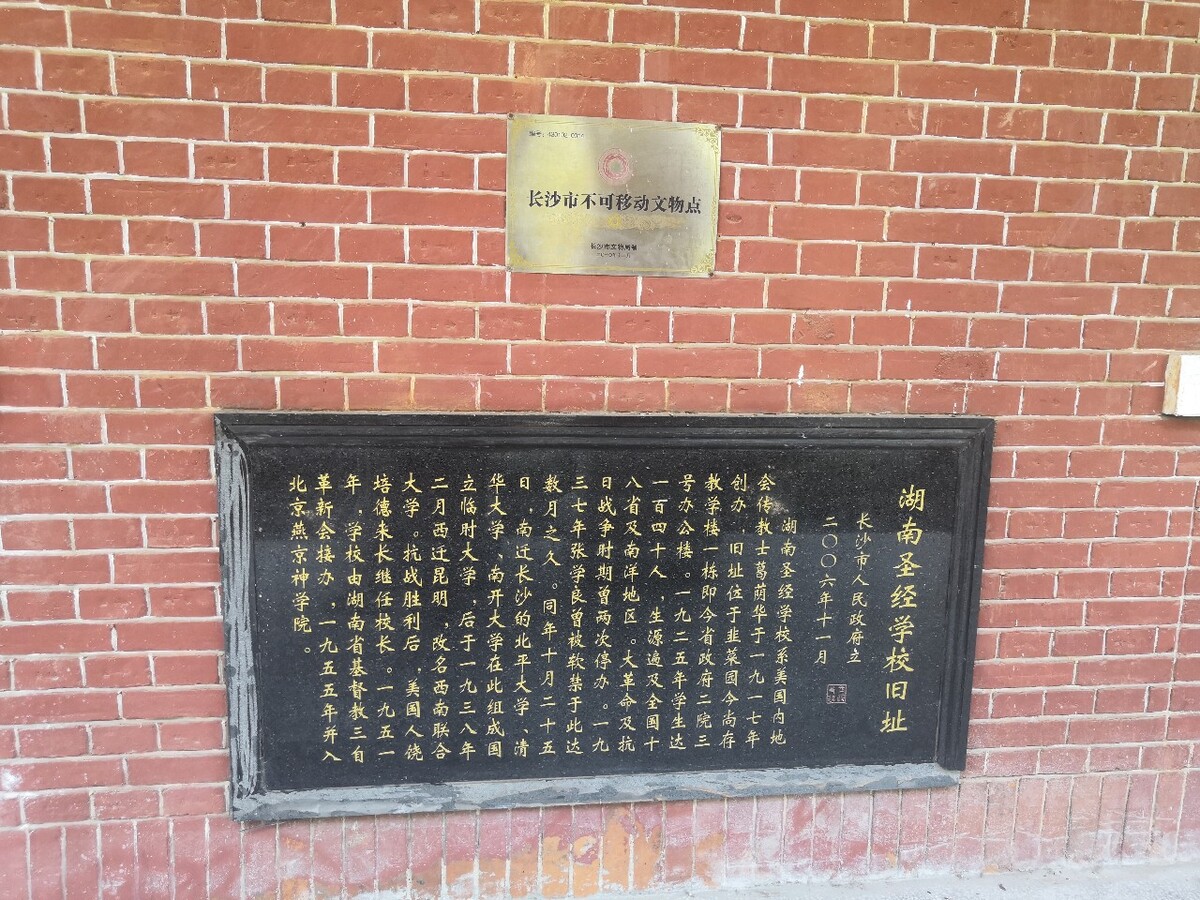 编号:
长沙市不可移动文物点
长沙市文物局制
湖南圣经学校旧址
长沙市人民政府立
二〇〇六年十一月
湖南圣经学校系美国内地
会传教士葛荫华于一九一七年
创办,旧址位于韭菜园今尚存
教学楼一栋即今省政府二院三
号办公楼。一九二五年学生达
一百四十人,生源遍及全国十
八省及南洋地区。大革命及抗
日战争时期曾两次停办。一九
三七年张学良曾被软禁于此达
数月之久。同年十月二十五
日,南迁长沙的北平大学、清
华大学、南开大学在此组成国
立临时大学,后于一九三八年
二月西迁昆明,改名西南联合
大学。抗战胜利后,美国人饶
培德朱长继任校长。一九五一
年,学校由湖南省基督教三自
革新会接办,一九五五年并入
北京燕京神学院。